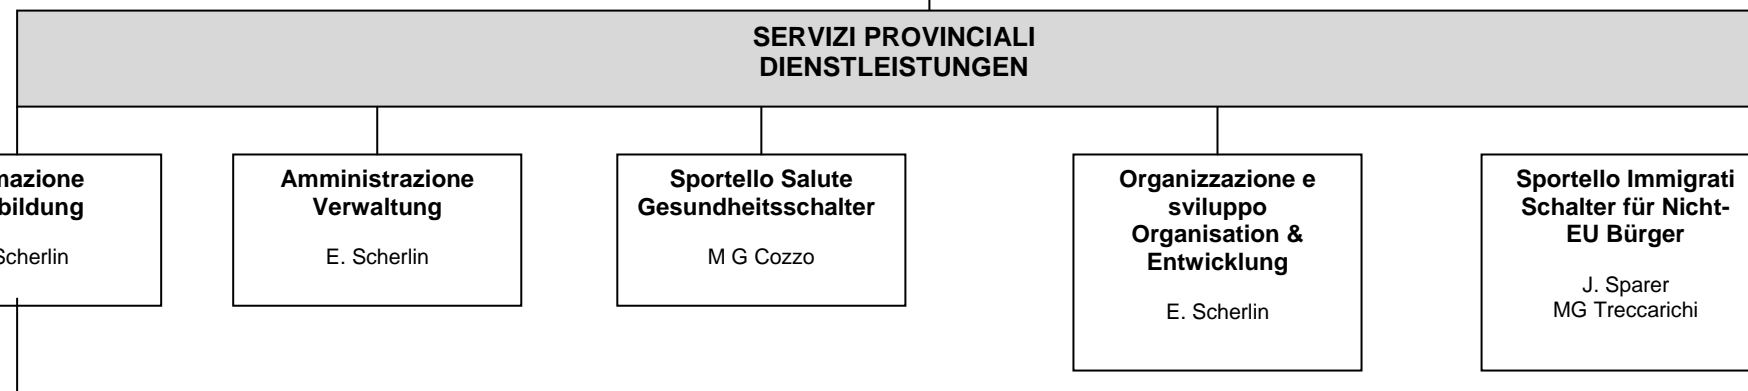 SERVIZI PROVINCIALI
DIENSTLEISTUNGEN
mazione
bildung
Scherlin
Amministrazione
Verwaltung
E. Scherlin
Sportello Salute
Gesundheitsschalter
M G Cozzo
Organizzazione e
sviluppo
Organisation &
Entwicklung
E. Scherlin
Sportello Immigrati
Schalter für Nicht-
EU Bürger
J. Sparer
MG Treccarichi